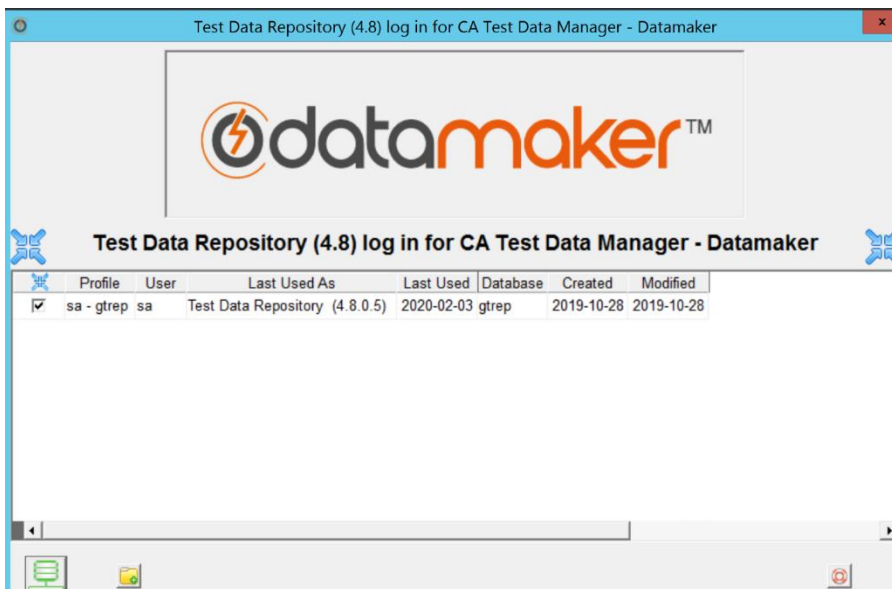 Test Data Repository (4.8) log in for CA Test Data Manager - Datamaker
x
datamaker™
Test Data Repository (4.8) log in for CA Test Data Manager - Datamaker
Profile User Last Used As Last Used Database Created Modified
sa - gtrep sa Test Data Repository (4.8.0.5) 2020-02-03 gtrep 2019-10-28 2019-10-28